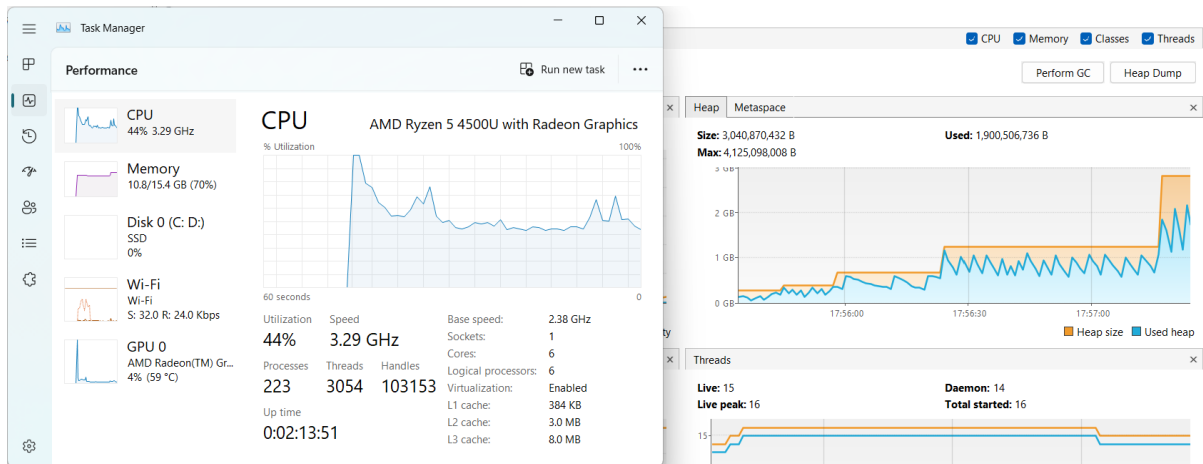 Task Manager
Performance
Run new task
CPU
44% 3.29 GHz
Memory
10.8/15.4 GB (70%)
Disk 0 (C: D:)
SSD
0%
Wi-Fi
Wi-Fi
S: 32.0 R: 24.0 Kbps
GPU 0
AMD Radeon(TM) Gr...
4% (59 °C)
CPU
AMD Ryzen 5 4500U with Radeon Graphics
% Utilization
100%
60 seconds
0
Utilization
Speed
44%
3.29 GHz
Processes
Threads
Handles
223
3054
103153
Up time
0:02:13:51
Base speed: 2.38 GHz
Sockets: 1
Cores: 6
Logical processors: 6
Virtualization: Enabled
L1 cache: 384 KB
L2 cache: 3.0 MB
L3 cache: 8.0 MB
CPU
Memory
Classes
Threads
Perform GC
Heap Dump
Heap
Metaspace
Size: 3,040,870,432 B
Used: 1,900,506,736 B
Max: 4,125,098,008 B
3 GB
2 GB
1 GB
0 GB
17:56:00
17:56:30
17:57:00
Heap size
Used heap
Threads
Live: 15
Daemon: 14
Live peak: 16
Total started: 16
15